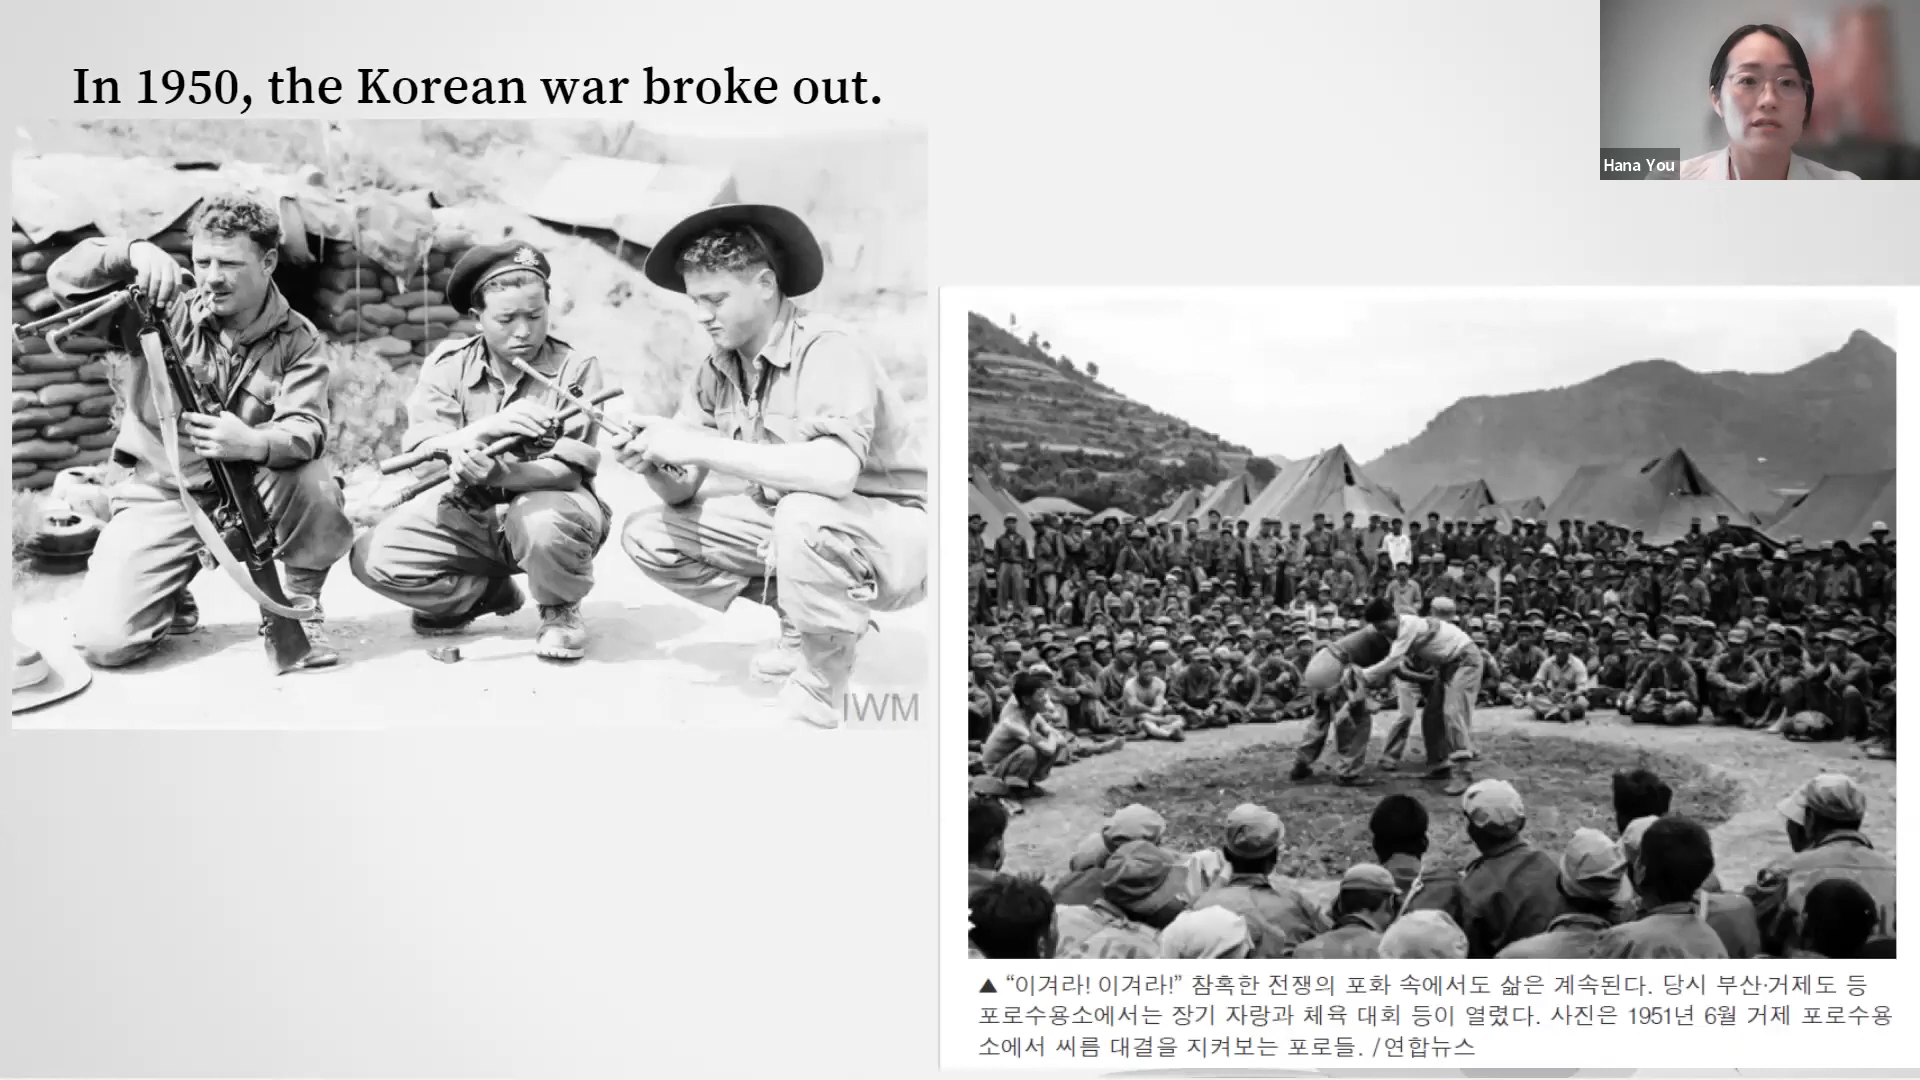 In 1950, the Korean war broke out.
Hana You
IWM
▲ “이겨라! 이겨라!” 참혹한 전쟁의 포화 속에서도 삶은 계속된다. 당시 부산·거제도 등
포로수용소에서는 장기 자랑과 체육 대회 등이 열렸다. 사진은 1951년 6월 거제 포로수용
소에서 씨름 대결을 지켜보는 포로들. /연합뉴스